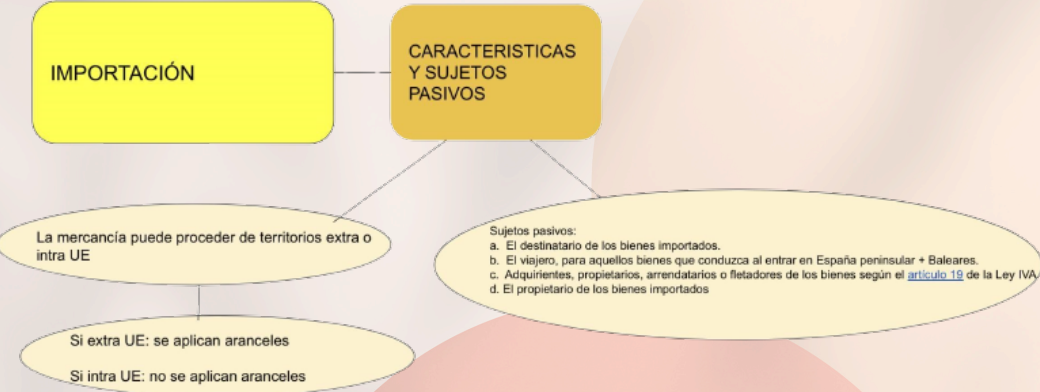 IMPORTACIÓN
CARACTERISTICAS
Y SUJETOS
PASIVOS
La mercancía puede proceder de territorios extra o
intra UE
Si extra UE: se aplican aranceles
Si intra UE: no se aplican aranceles
Sujetos pasivos:
a. El destinatario de los bienes importados.
b. El viajero, para aquellos bienes que conduzca al entrar en España peninsular + Baleares.
c. Adquirientes, propietarios, arrendatarios o fletadores de los bienes según el artículo 19 de la Ley IVA.
d. El propietario de los bienes importados